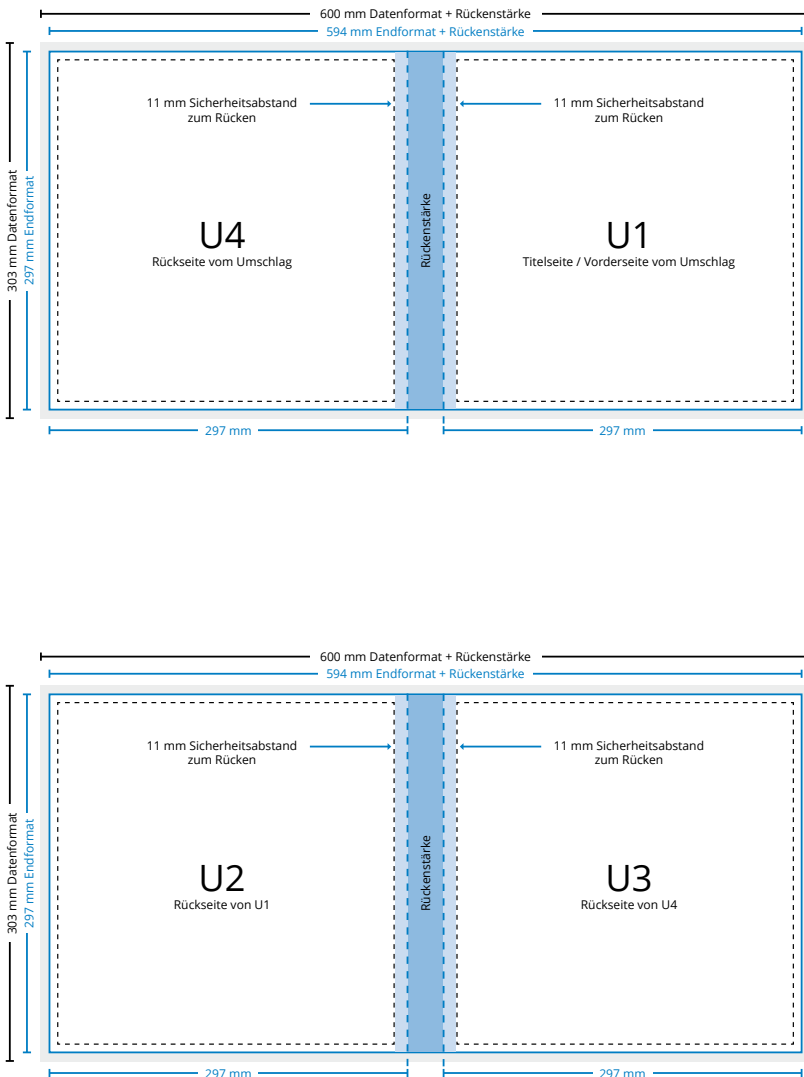 600 mm Datenformat + Rückenstärke
594 mm Endformat + Rückenstärke
11 mm Sicherheitsabstand
zum Rücken
11 mm Sicherheitsabstand
zum Rücken
303 mm Datenformat
297 mm Endformat
Rückenstärke
U4
Rückseite vom Umschlag
U1
Titelseite / Vorderseite vom Umschlag
297 mm
297 mm
600 mm Datenformat + Rückenstärke
594 mm Endformat + Rückenstärke
11 mm Sicherheitsabstand
zum Rücken
11 mm Sicherheitsabstand
zum Rücken
303 mm Datenformat
297 mm Endformat
Rückenstärke
U2
Rückseite von U1
U3
Rückseite von U4
297 mm
297 mm